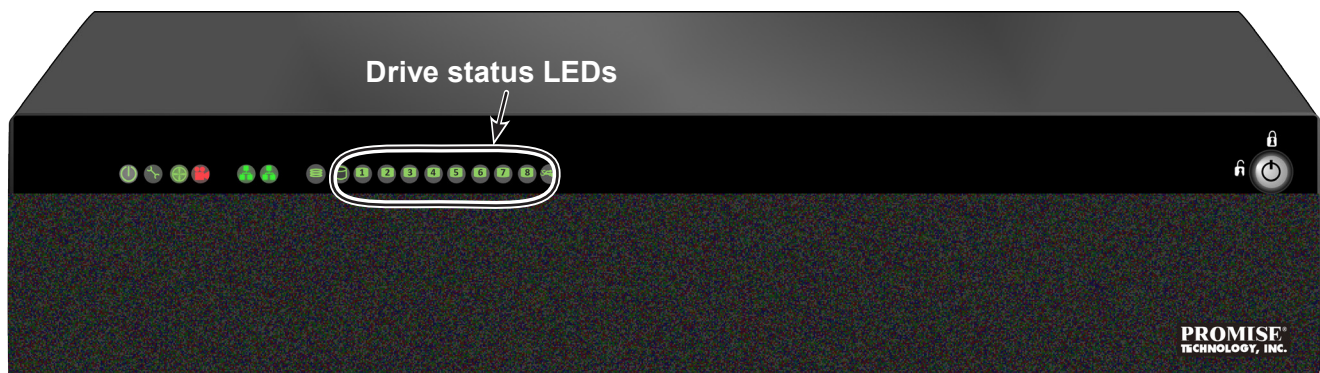 Drive status LEDs
1 2 3 4 5 6 7 8
PROMISE®
TECHNOLOGY, INC.